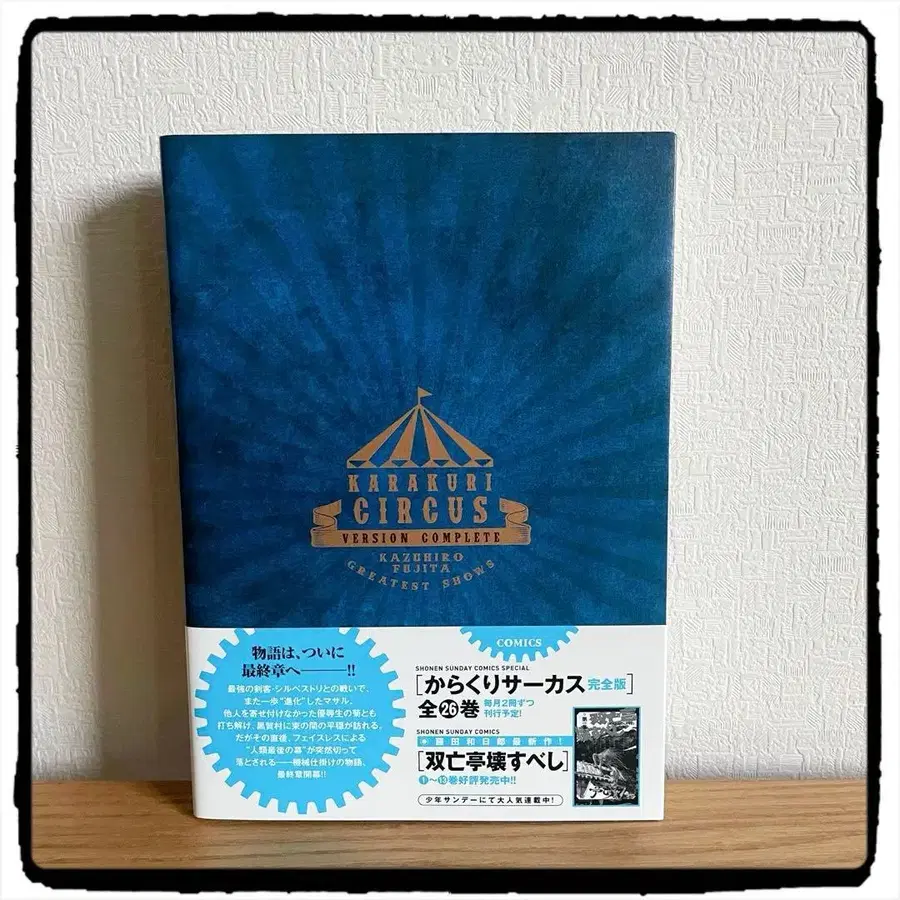 KARAKURI
CIRCUS
VERSION COMPLETE
KAZUHIRO
FUJITA
GREATEST SHOWS
物語は、ついに
最終章へ——!!
最強の剣客・シルベストリとの戦いで、
また一歩“進化”したマサル。
他人を寄せ付けなかった優等生の菊とも
打ち解け、黒賀村に束の間の平穏が訪れる。
だがその直後、フェイスレスによる
“人類最後の幕”が突然切って
落とされる——機械仕掛けの物語、
最終章開幕!!
COMICS
SHONEN SUNDAY COMICS SPECIAL
[からくりサーカス完全版]
全26巻 毎月2冊ずつ
刊行予定!
SHONEN SUNDAY COMICS
藤田和日郎最新作!
[双亡亭壊すべし]
①〜⑬巻好評発売中!!
少年サンデーにて大人気連載中!
双亡